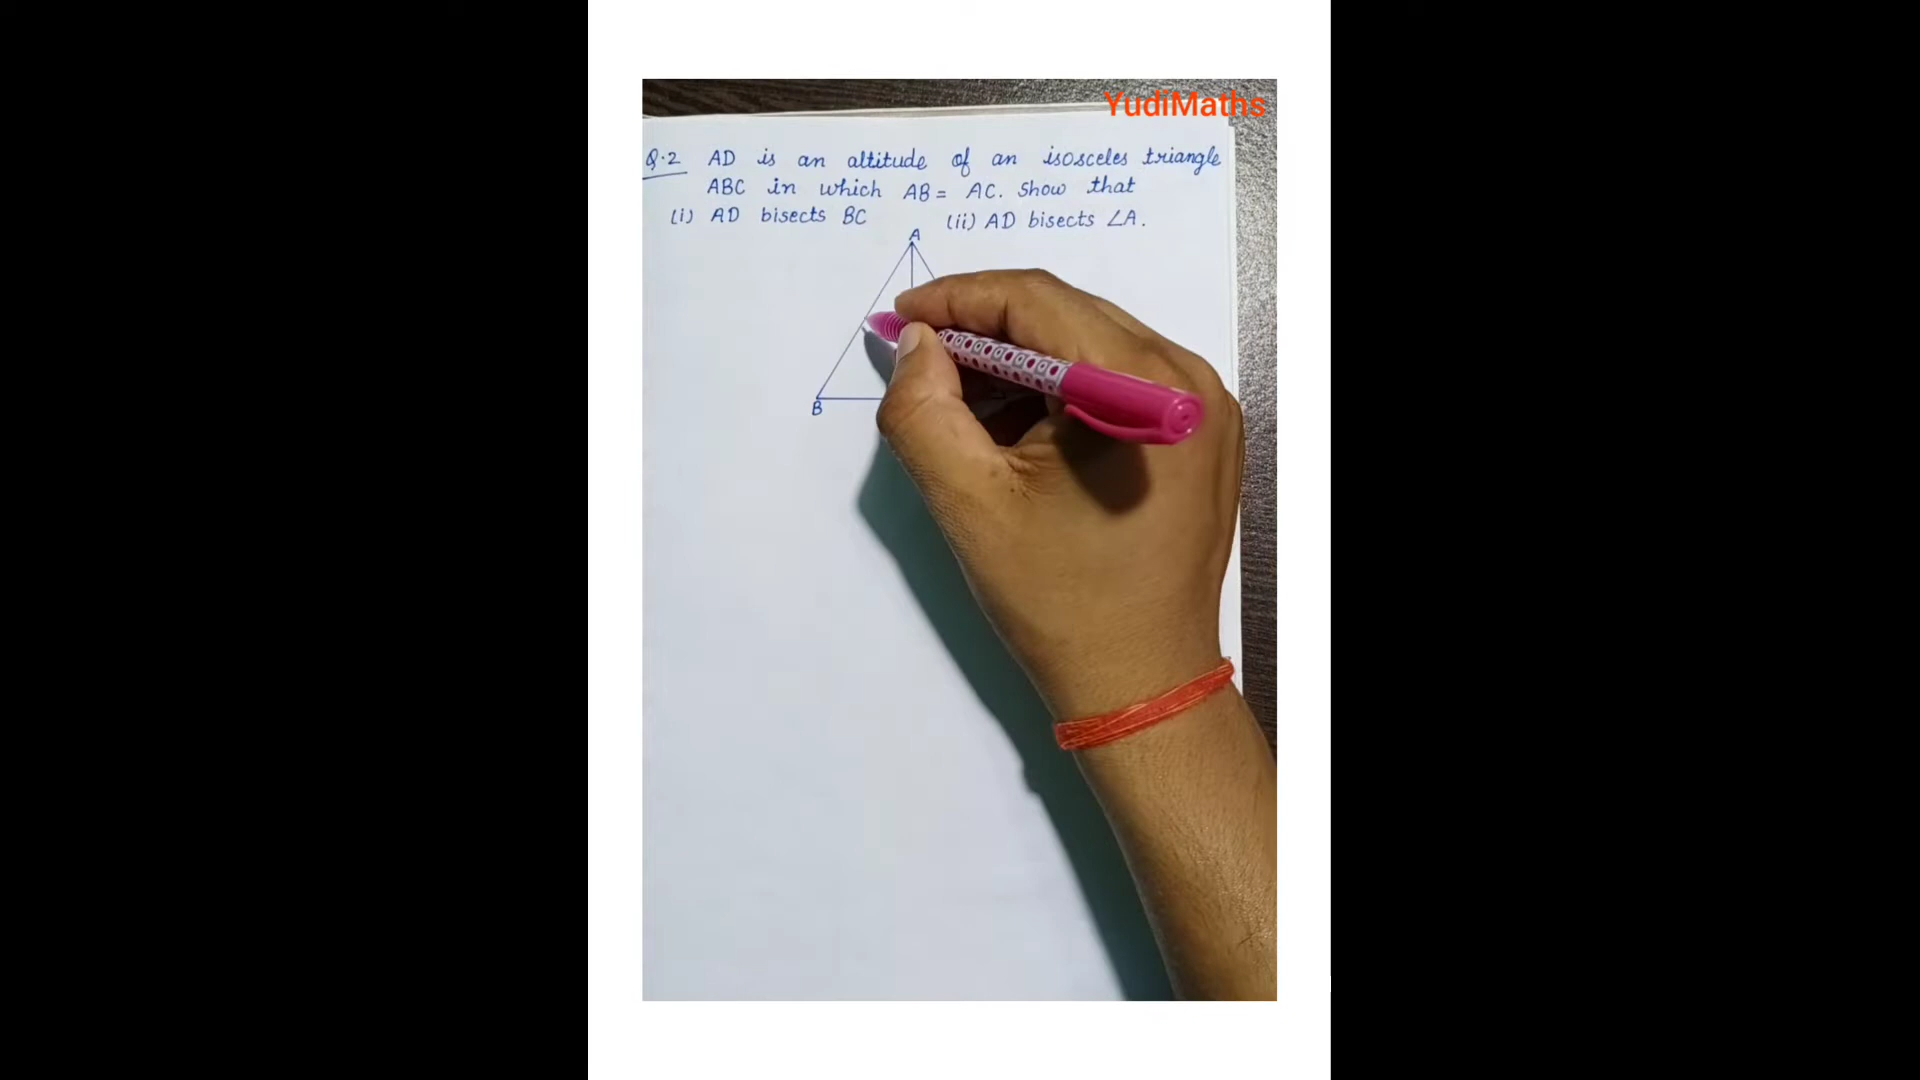 YudiMaths
Q.2 AD is an altitude of an isosceles triangle
ABC in which AB = AC. Show that
(i) AD bisects BC (ii) AD bisects ∠A.
A
B